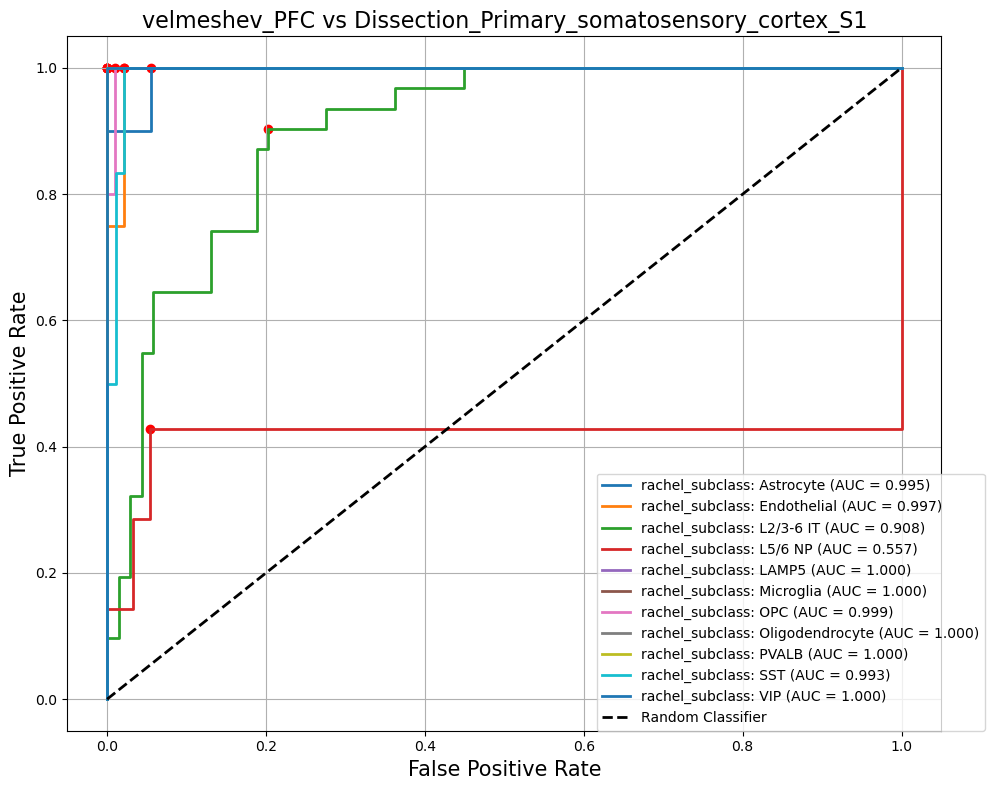 velmeshev_PFC vs Dissection_Primary_somatosensory_cortex_S1
True Positive Rate
1.0
0.8
0.6
0.4
0.2
0.0
0.0 0.2 0.4 0.6 0.8 1.0
False Positive Rate
rachel_subclass: Astrocyte (AUC = 0.995)
rachel_subclass: Endothelial (AUC = 0.997)
rachel_subclass: L2/3-6 IT (AUC = 0.908)
rachel_subclass: L5/6 NP (AUC = 0.557)
rachel_subclass: LAMP5 (AUC = 1.000)
rachel_subclass: Microglia (AUC = 1.000)
rachel_subclass: OPC (AUC = 0.999)
rachel_subclass: Oligodendrocyte (AUC = 1.000)
rachel_subclass: PVALB (AUC = 1.000)
rachel_subclass: SST (AUC = 0.993)
rachel_subclass: VIP (AUC = 1.000)
Random Classifier